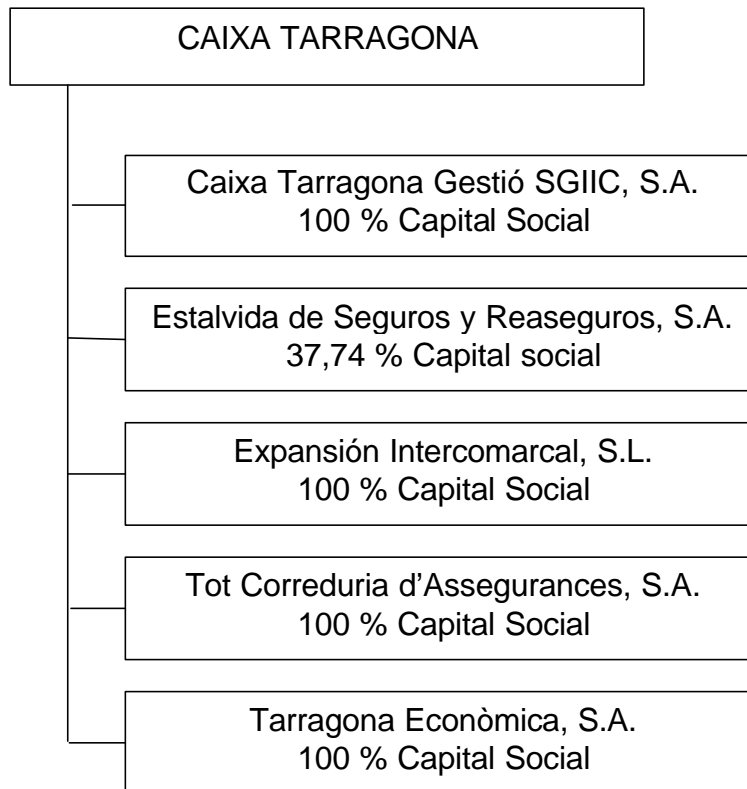 CAIXA TARRAGONA
Caixa Tarragona Gestió SGIIC, S.A.
100 % Capital Social
Estalvida de Seguros y Reaseguros, S.A.
37,74 % Capital social
Expansión Intercomarcal, S.L.
100 % Capital Social
Tot Correduria d'Assegurances, S.A.
100 % Capital Social
Tarragona Econòmica, S.A.
100 % Capital Social